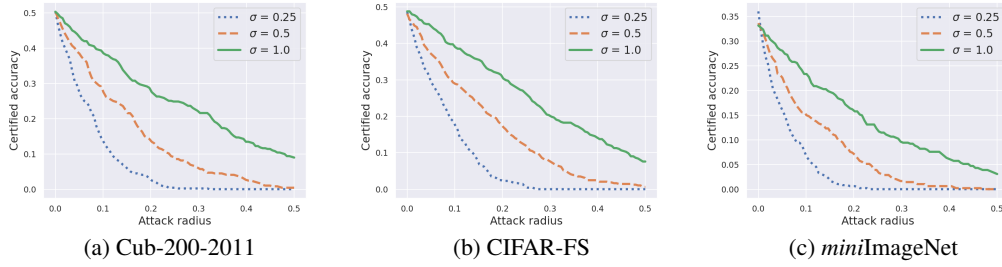 0.5
0.4
0.3
0.2
0.1
0.0
Certified accuracy
0.0 0.1 0.2 0.3 0.4 0.5
Attack radius
σ = 0.25
σ = 0.5
σ = 1.0
(a) Cub-200-2011
0.5
0.4
0.3
0.2
0.1
0.0
Certified accuracy
0.0 0.1 0.2 0.3 0.4 0.5
Attack radius
σ = 0.25
σ = 0.5
σ = 1.0
(b) CIFAR-FS
0.35
0.30
0.25
0.20
0.15
0.10
0.05
0.00
Certified accuracy
0.0 0.1 0.2 0.3 0.4 0.5
Attack radius
σ = 0.25
σ = 0.5
σ = 1.0
(c) miniImageNet